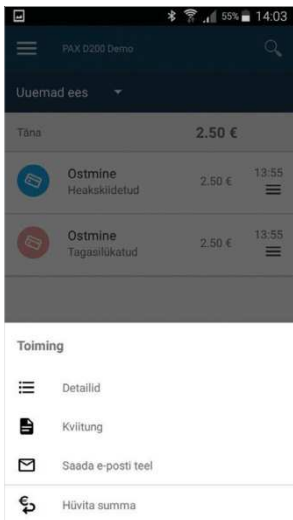 55% 14:03
PAX D200 Demo
Uuemad ees
Täna 2.50 €
Ostmine 2.50 € 13:55
Heakskiidetud
Ostmine 2.50 € 13:55
Tagasilükatud
Toiming
Detailid
Kviitung
Saada e-posti teel
Hüvita summa